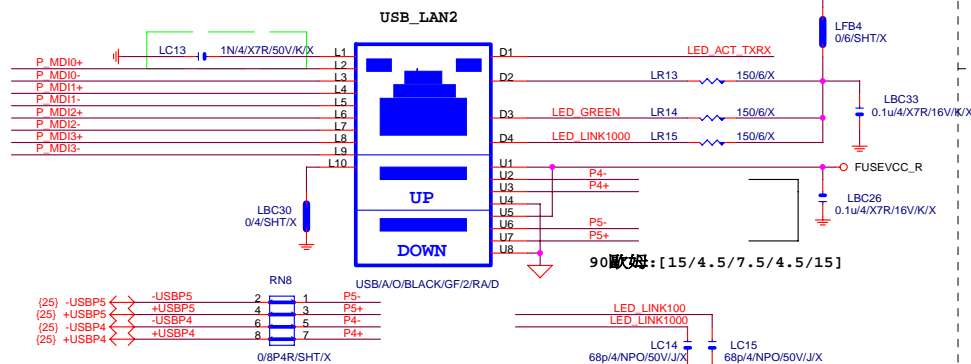 USB_LAN2
LFB4
0/6/SHT/X
LC13 1N/4/X7R/50V/K/X L1 D1 LED_ACT_TXRX
P_MDI0+ L2
P_MDI0- L3 D2 LR13 150/6/X
P_MDI1+ L4
P_MDI1- L5
LBC33
0.1u/4/X7R/16V/K/X
P_MDI2+ L6 D3 LED_GREEN LR14 150/6/X
P_MDI2- L7
P_MDI3+ L8 D4 LED_LINK1000 LR15 150/6/X
P_MDI3- L9
L10 U1 FUSEVCC_R
U2 P4-
U3 P4+
UP
U4
U5
LBC30
0/4/SHT/X
LBC26
0.1u/4/X7R/16V/K/X
U6 P5-
U7 P5+
DOWN U8
90歐姆:[15/4.5/7.5/4.5/15]
USB/A/O/BLACK/GF/2/RA/D
RN8
{25} -USBP5 -USBP5 2 1 P5-
{25} +USBP5 +USBP5 4 3 P5+
{25} -USBP4 -USBP4 6 5 P4-
{25} +USBP4 +USBP4 8 7 P4+
0/8P4R/SHT/X
LED_LINK100
LED_LINK1000
LC14
68p/4/NPO/50V/J/X
LC15
68p/4/NPO/50V/J/X